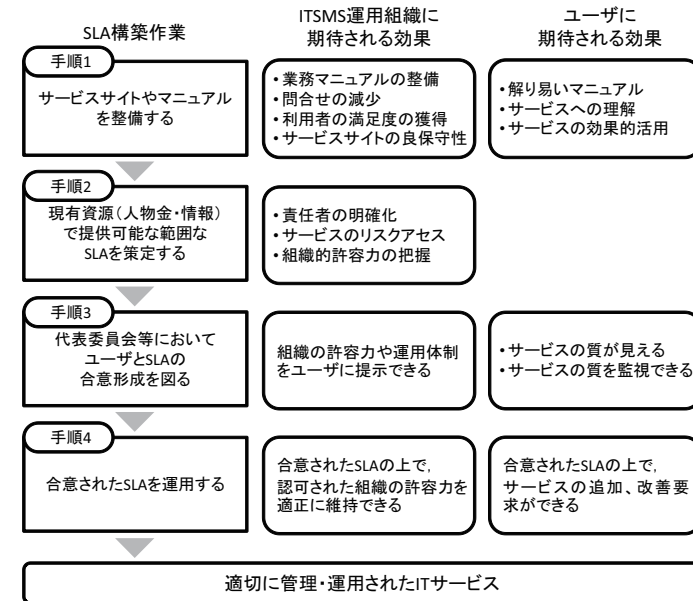 SLA構築作業
ITSMS運用組織に
期待される効果
ユーザに
期待される効果
手順1
サービスサイトやマニュアル
を整備する
•業務マニュアルの整備
•問合せの減少
•利用者の満足度の獲得
•サービスサイトの良保守性
•解り易いマニュアル
•サービスへの理解
•サービスの効果的活用
手順2
現有資源(人物金・情報)
で提供可能な範囲な
SLAを策定する
•責任者の明確化
•サービスのリスクアセス
•組織的許容力の把握
手順3
代表委員会等において
ユーザとSLAの
合意形成を図る
組織の許容力や運用体制
をユーザに提示できる
•サービスの質が見える
•サービスの質を監視できる
手順4
合意されたSLAを運用する
合意されたSLAの上で,
認可された組織の許容力を
適正に維持できる
合意されたSLAの上で,
サービスの追加、改善要
求ができる
適切に管理・運用されたITサービス